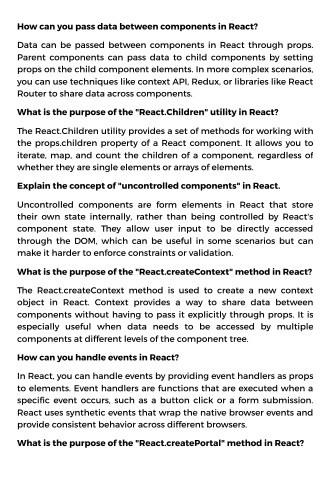 How can you pass data between components in React?
Data can be passed between components in React through props.
Parent components can pass data to child components by setting
props on the child component elements. In more complex scenarios,
you can use techniques like context API, Redux, or libraries like React
Router to share data across components.
What is the purpose of the "React.Children" utility in React?
The React.Children utility provides a set of methods for working with
the props.children property of a React component. It allows you to
iterate, map, and count the children of a component, regardless of
whether they are single elements or arrays of elements.
Explain the concept of "uncontrolled components" in React.
Uncontrolled components are form elements in React that store
their own state internally, rather than being controlled by React's
component state. They allow user input to be directly accessed
through the DOM, which can be useful in some scenarios but can
make it harder to enforce constraints or validation.
What is the purpose of the "React.createContext" method in React?
The React.createContext method is used to create a new context
object in React. Context provides a way to share data between
components without having to pass it explicitly through props. It is
especially useful when data needs to be accessed by multiple
components at different levels of the component tree.
How can you handle events in React?
In React, you can handle events by providing event handlers as props
to elements. Event handlers are functions that are executed when a
specific event occurs, such as a button click or a form submission.
React uses synthetic events that wrap the native browser events and
provide consistent behavior across different browsers.
What is the purpose of the "React.createPortal" method in React?